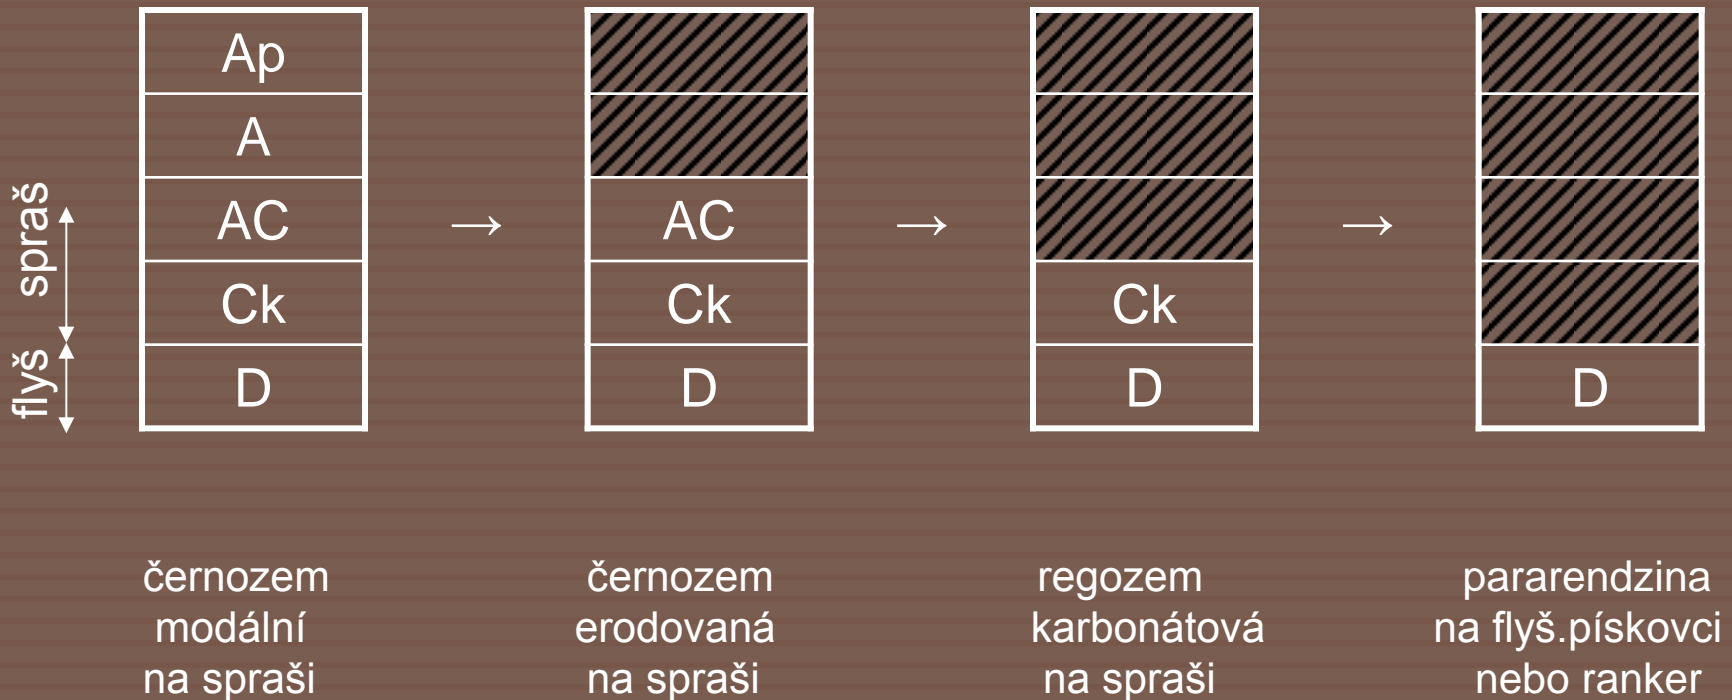 spraš
flyš
Ap
A
AC
Ck
D
→
AC
Ck
D
→
Ck
D
→
D
černozem
modální
na spraši
černozem
erodovaná
na spraši
regozem
karbonátová
na spraši
pararendzina
na flyš.pískovci
nebo ranker